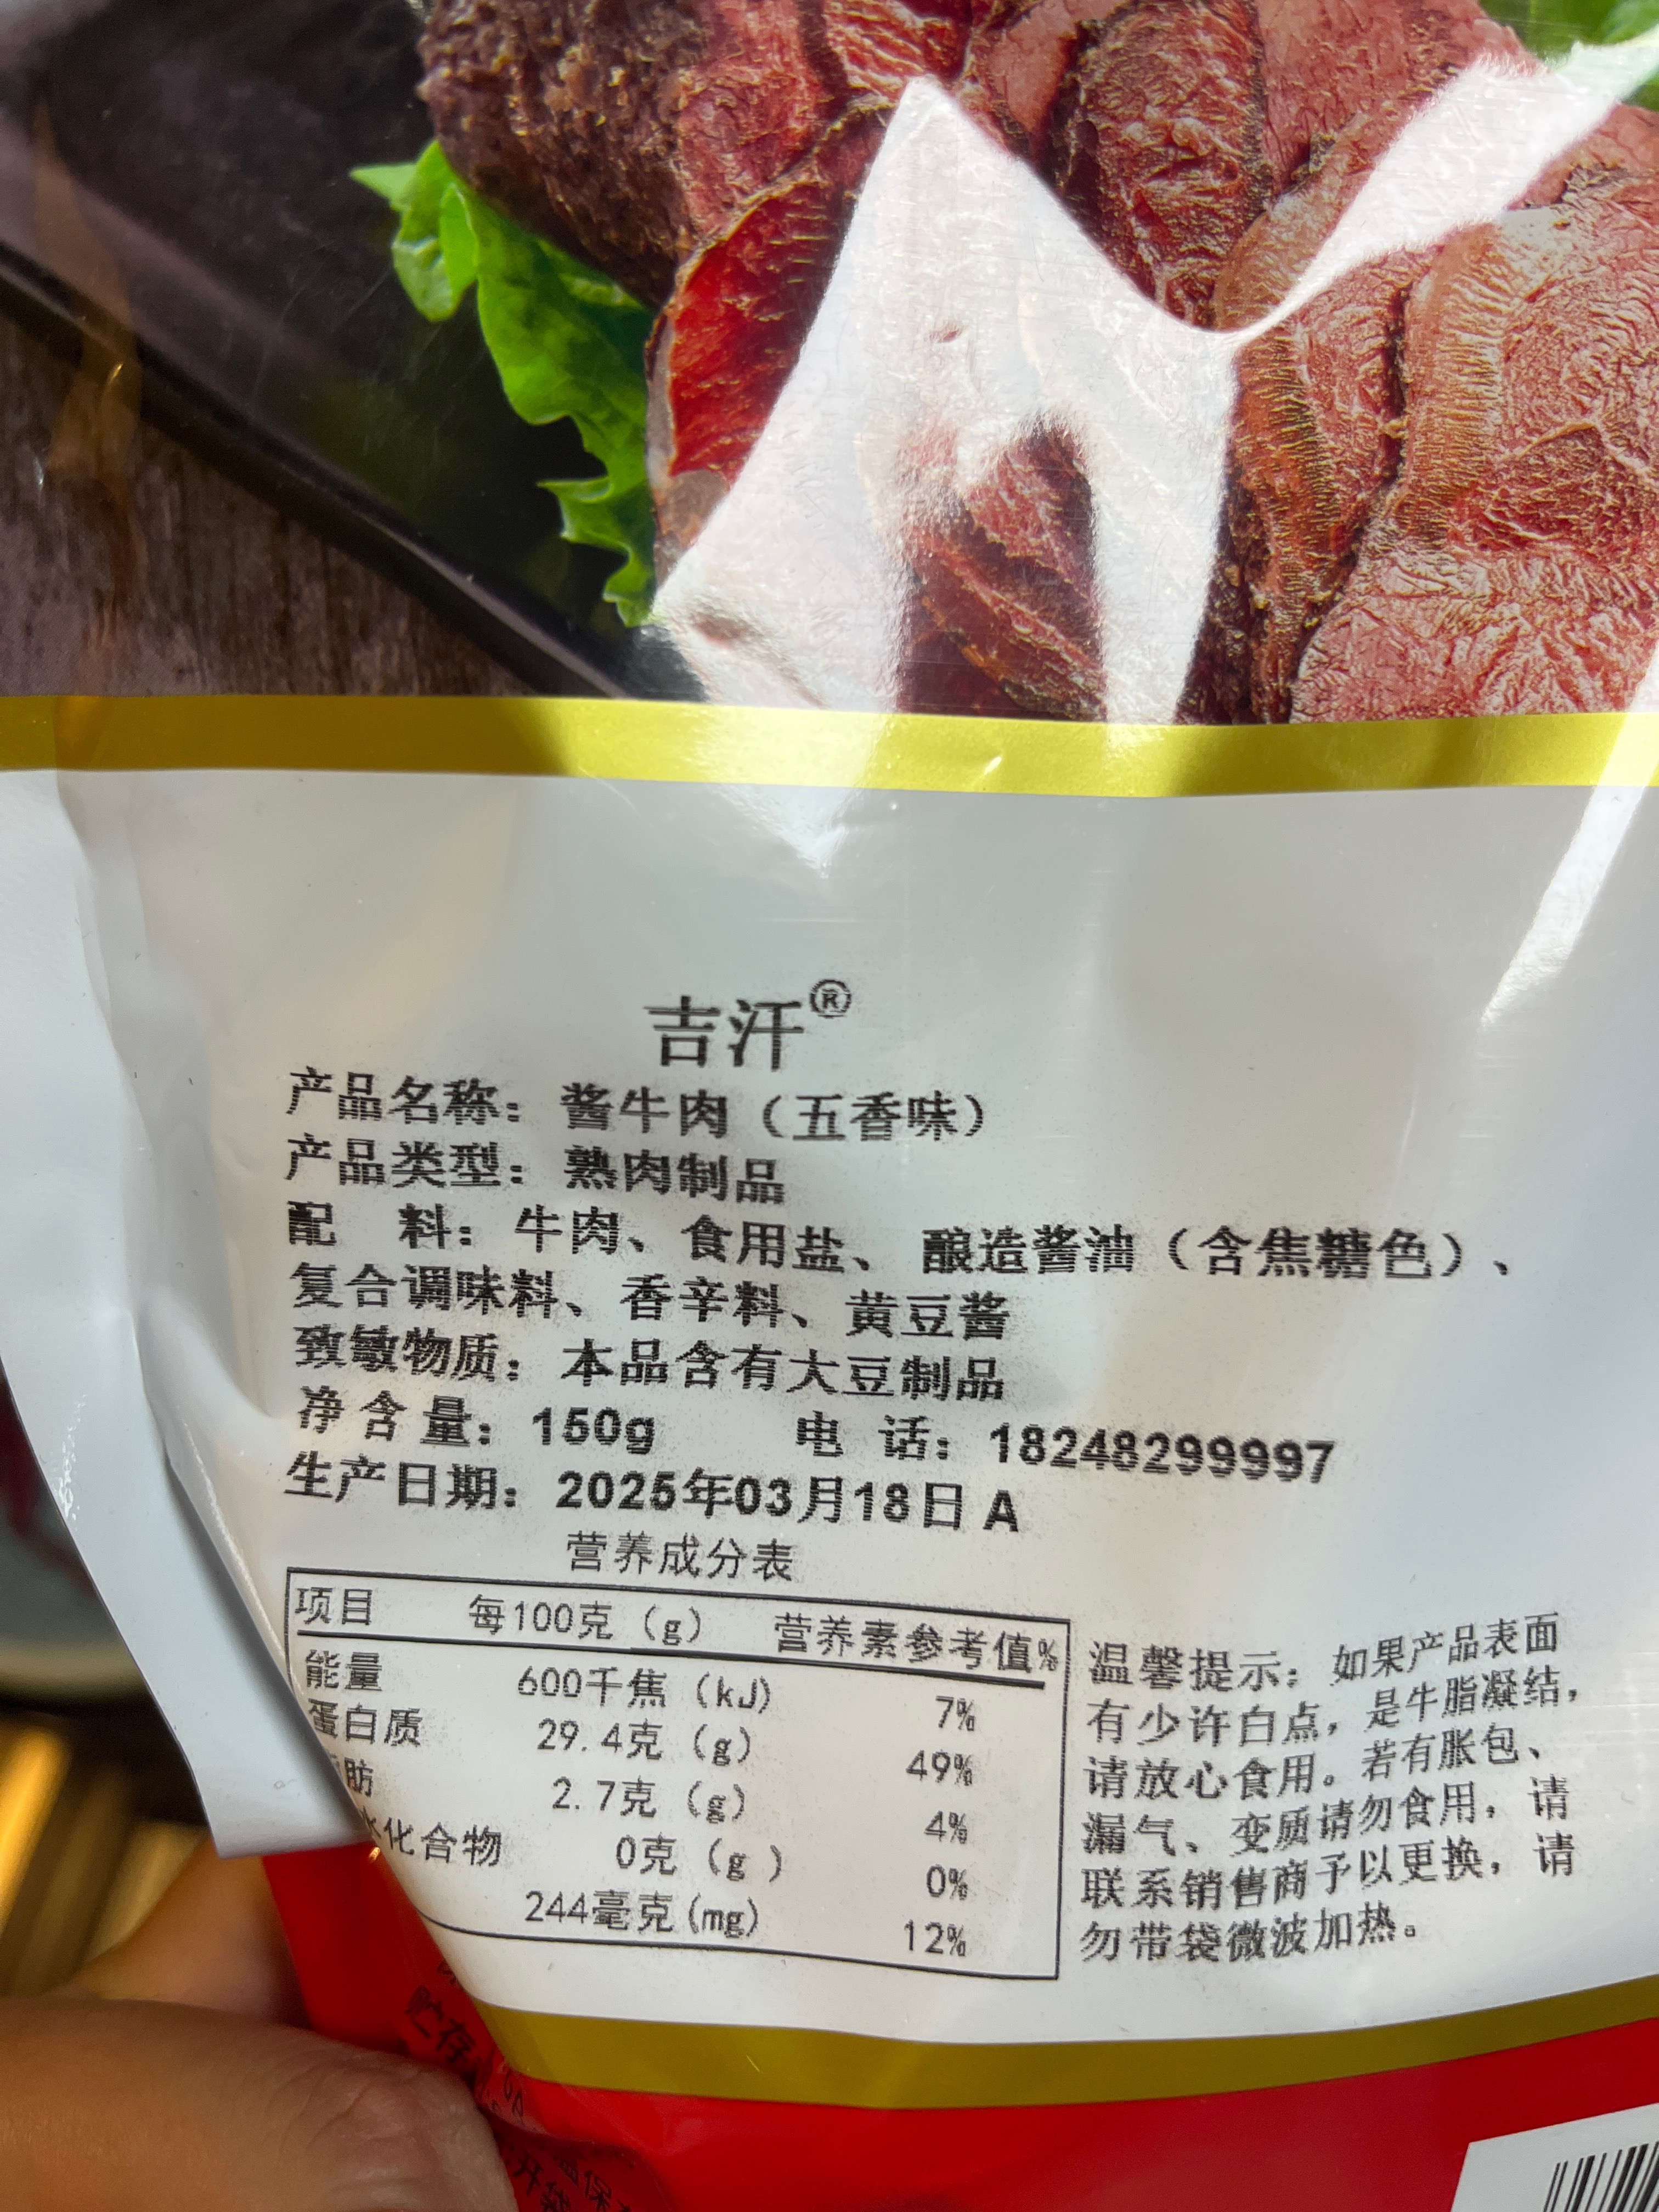 吉汗®
产品名称：酱牛肉（五香味）
产品类型：熟肉制品
配 料：牛肉、食用盐、酿造酱油（含焦糖色）、
复合调味料、香辛料、黄豆酱
致敏物质：本品含有大豆制品
净含量：150g 电 话：18248299997
生产日期：2025年03月18日 A
营养成分表
项目 每100克（g） 营养素参考值%
能量 600千焦（kJ） 7%
蛋白质 29.4克（g） 49%
肪 2.7克（g） 4%
水化合物 0克（g） 0%
244毫克(mg) 12%
温馨提示：如果产品表面
有少许白点，是牛脂凝结，
请放心食用。若有胀包、
漏气、变质请勿食用，请
联系销售商予以更换，请
勿带袋微波加热。
贮存